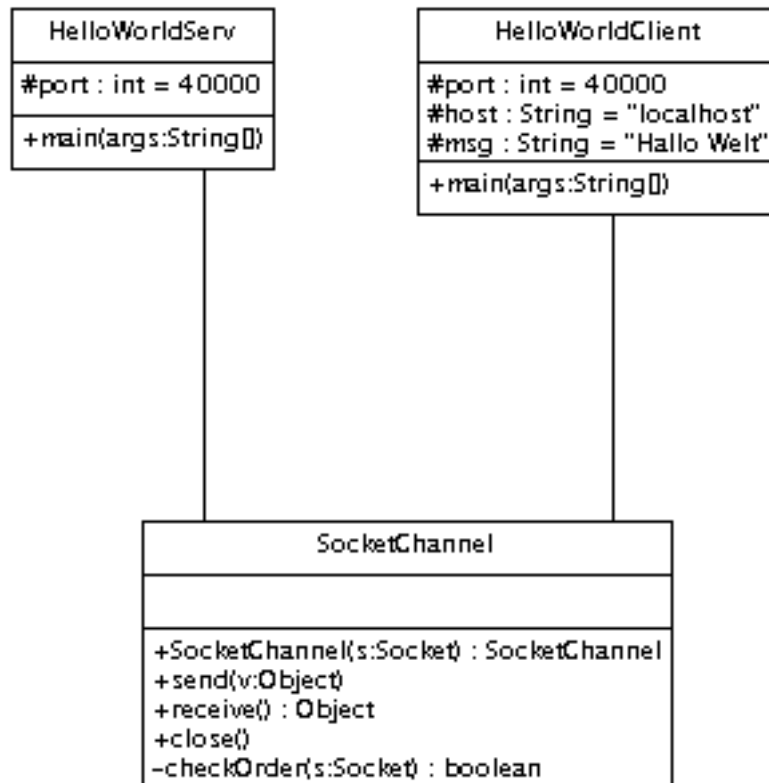 HelloWorldServ
#port : int = 40000
+main(args:String[])
HelloWorldClient
#port : int = 40000
#host : String = "localhost"
#msg : String = "Hallo Welt"
+main(args:String[])
SocketChannel
+SocketChannel(s:Socket) : SocketChannel
+send(v:Object)
+receive() : Object
+close()
-checkOrder(s:Socket) : boolean